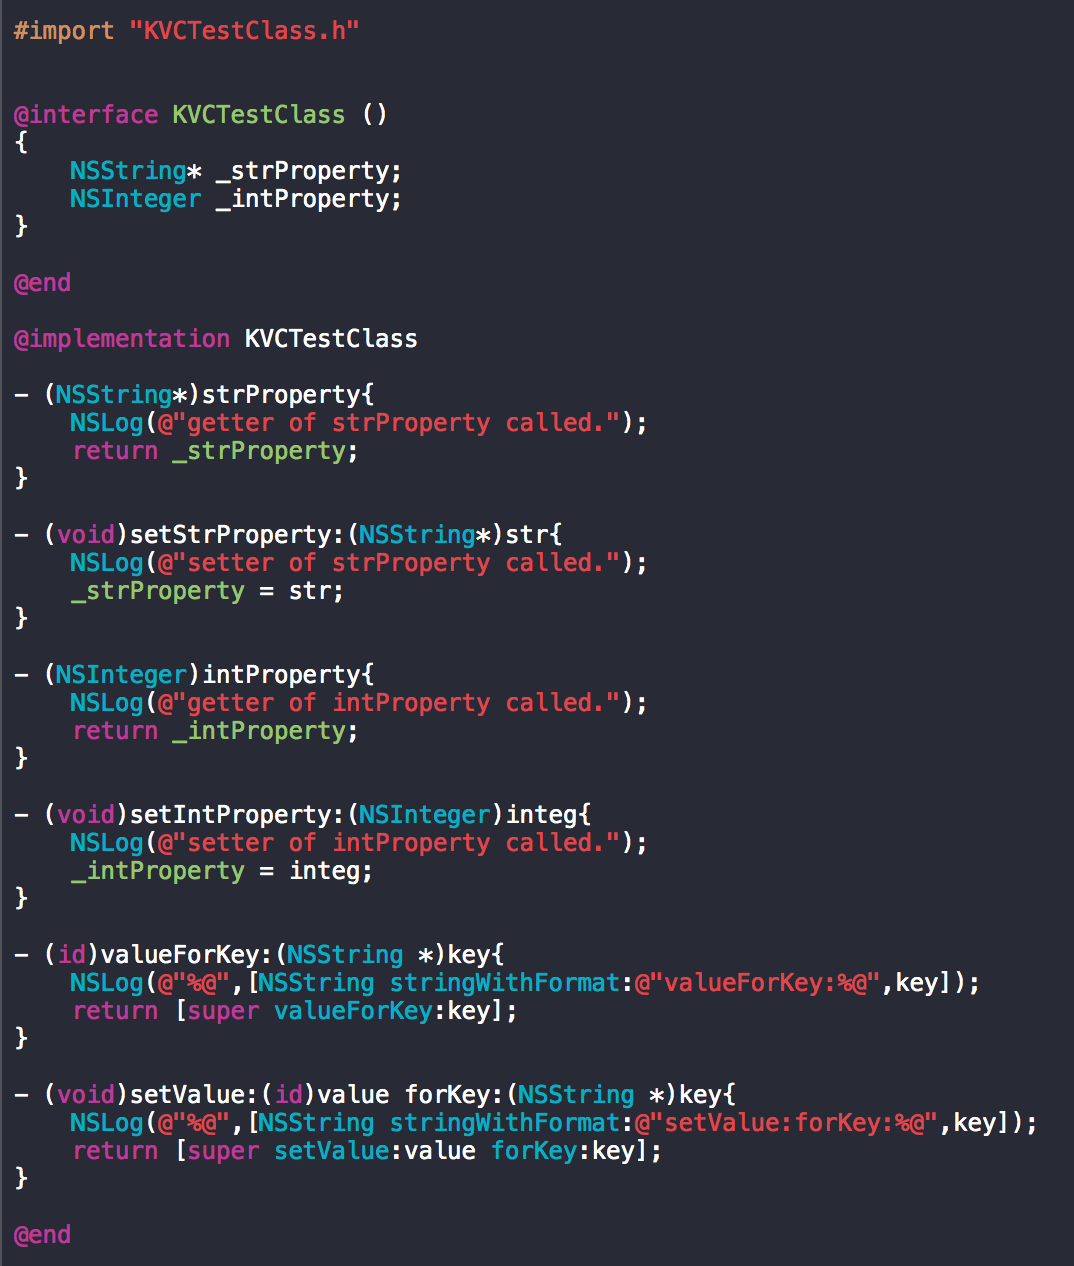 #import "KVCTestClass.h"
@interface KVCTestClass ()
{
    NSString* _strProperty;
    NSInteger _intProperty;
}
@end
@implementation KVCTestClass
- (NSString*)strProperty{
    NSLog(@"getter of strProperty called.");
    return _strProperty;
}
- (void)setStrProperty:(NSString*)str{
    NSLog(@"setter of strProperty called.");
    _strProperty = str;
}
- (NSInteger)intProperty{
    NSLog(@"getter of intProperty called.");
    return _intProperty;
}
- (void)setIntProperty:(NSInteger)integ{
    NSLog(@"setter of intProperty called.");
    _intProperty = integ;
}
- (id)valueForKey:(NSString *)key{
    NSLog(@"%@",[NSString stringWithFormat:@"valueForKey:%@",key]);
    return [super valueForKey:key];
}
- (void)setValue:(id)value forKey:(NSString *)key{
    NSLog(@"%@",[NSString stringWithFormat:@"setValue:forKey:%@",key]);
    return [super setValue:value forKey:key];
}
@end